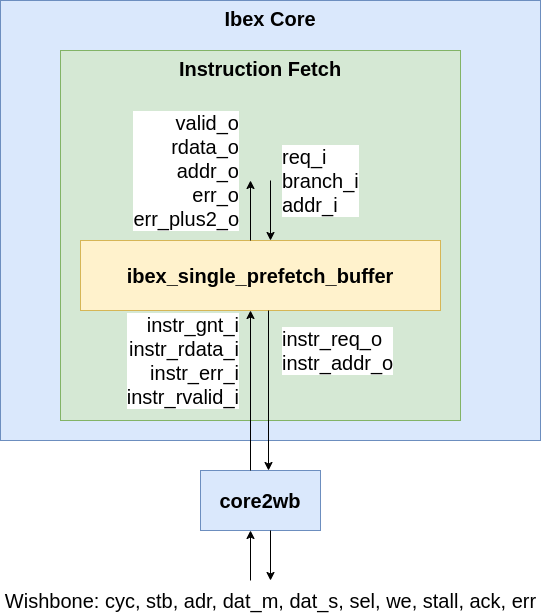 Ibex Core
Instruction Fetch
valid_o
rdata_o
addr_o
err_o
err_plus2_o
req_i
branch_i
addr_i
ibex_single_prefetch_buffer
instr_gnt_i
instr_rdata_i
instr_err_i
instr_rvalid_i
instr_req_o
instr_addr_o
core2wb
Wishbone: cyc, stb, adr, dat_m, dat_s, sel, we, stall, ack, err